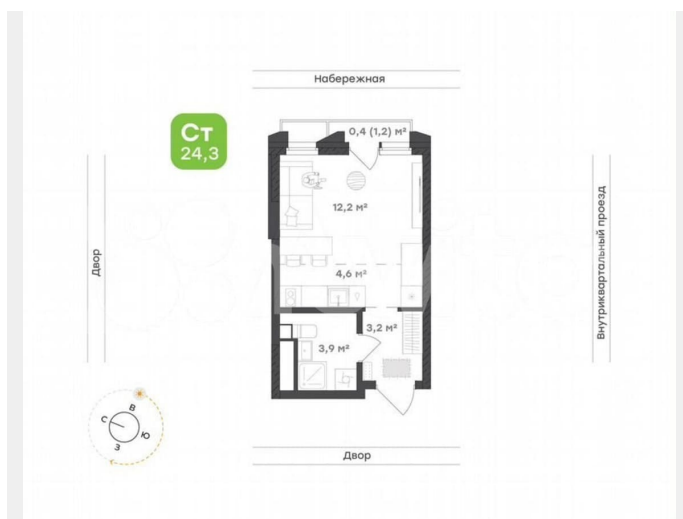 Набережная
Ст
24,3
0,4 (1,2) м²
12,2 м²
4,6 м²
3,2 м²
3,9 м²
Двор
Внутриквартальный проезд
В
С
Ю
З
Двор